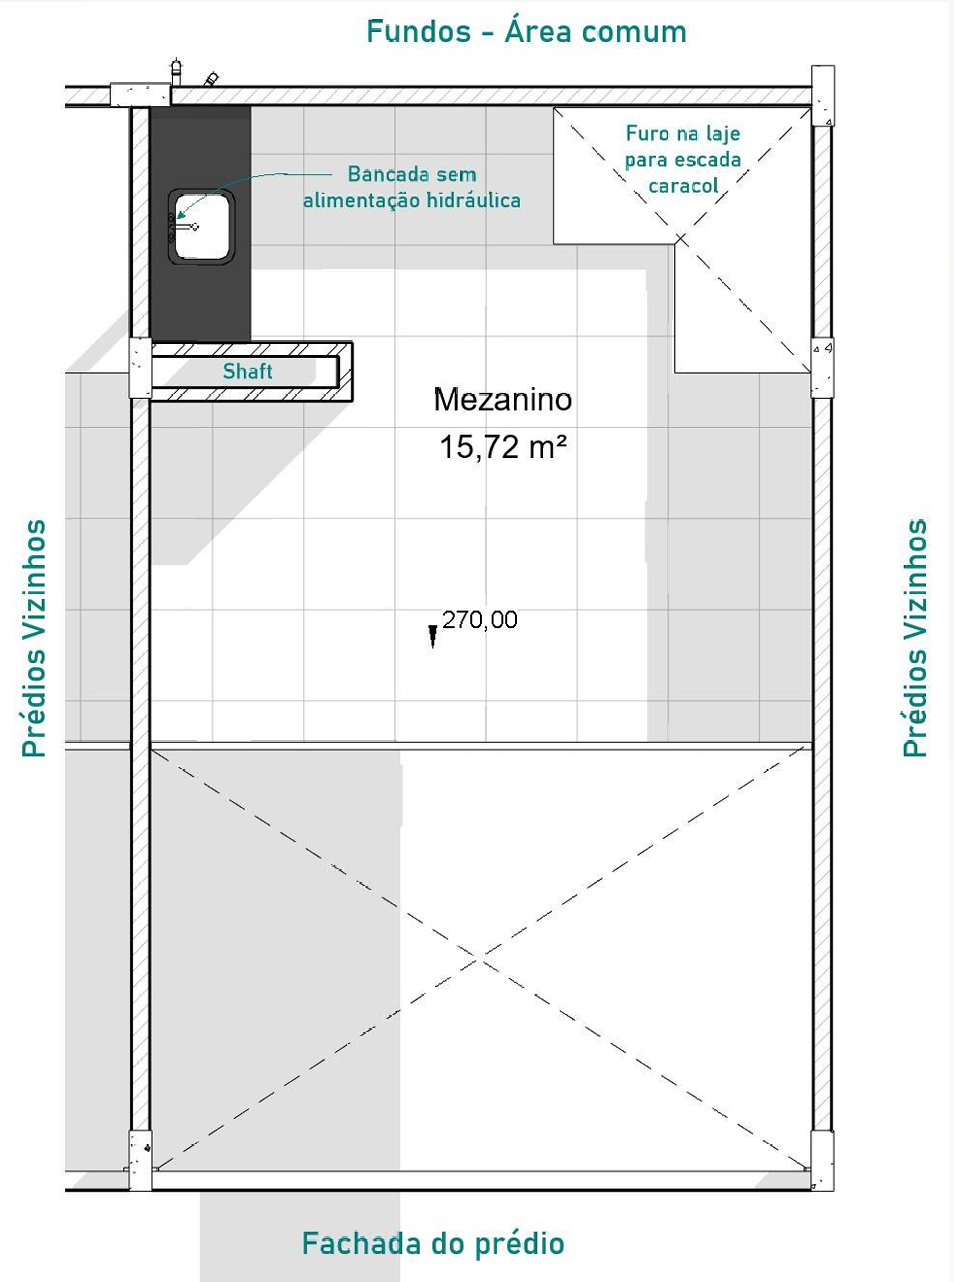 Fundos - Área comum
Furo na laje
para escada
caracol
Bancada sem
alimentação hidráulica
Shaft
Mezanino
15,72 m²
Prédios Vizinhos
Prédios Vizinhos
270,00
Fachada do prédio